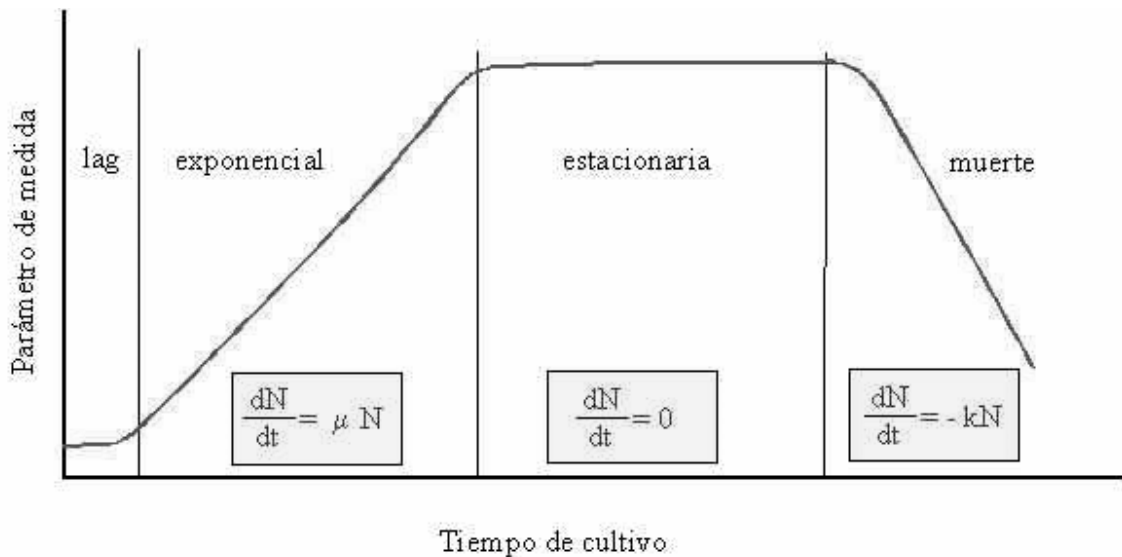 Parámetro de medida
lag
exponencial
estacionaria
muerte
dN/dt = μ N
dN/dt = 0
dN/dt = - kN
Tiempo de cultivo